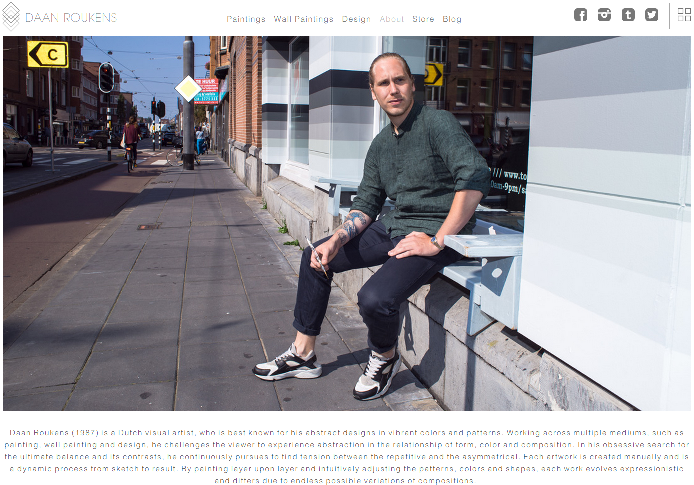 DAAN ROUKENS
Paintings Wall Paintings Design About Store Blog
C
HUUR
/// www.to
0am-9pm/sa
Daan Roukens (1987) is a Dutch visual artist, who is best known for his abstract designs in vibrant colors and patterns. Working across multiple mediums, such as
painting, wall painting and design, he challenges the viewer to experience abstraction in the relationship of form, color and composition. In his obsessive search for
the ultimate balance and its contrasts, he continuously pursues to find tension between the repetitive and the asymmetrical. Each artwork is created manually and is
a dynamic process from sketch to result. By painting layer upon layer and intuitively adjusting the patterns, colors and shapes, each work evolves expressionistic
and differs due to endless possible variations of compositions.